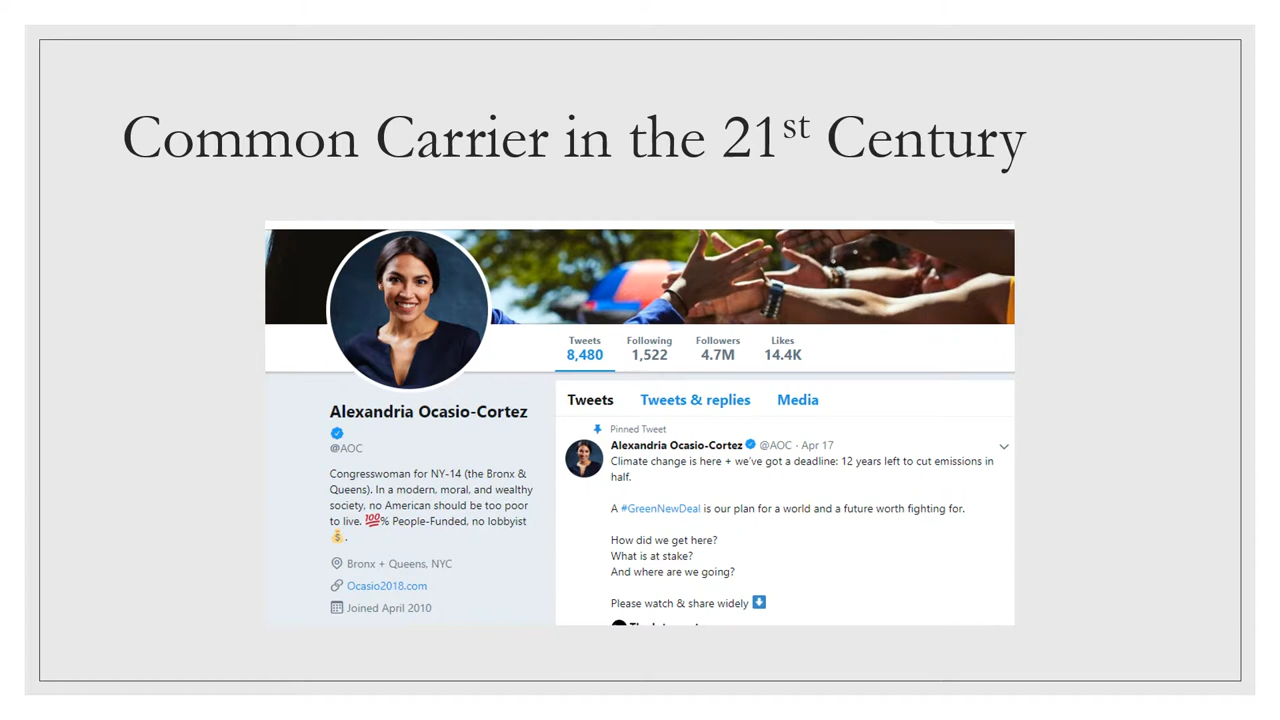 Common Carrier in the 21st Century
Tweets Following Followers Likes
8,480 1,522 4.7M 14.4K
Alexandria Ocasio-Cortez
@AOC
Congresswoman for NY-14 (the Bronx &
Queens). In a modern, moral, and wealthy
society, no American should be too poor
to live. 💯% People-Funded, no lobbyist
💰.
Bronx + Queens, NYC
Ocasio2018.com
Joined April 2010
Tweets Tweets & replies Media
Pinned Tweet
Alexandria Ocasio-Cortez @AOC · Apr 17
Climate change is here + we've got a deadline: 12 years left to cut emissions in
half.
A #GreenNewDeal is our plan for a world and a future worth fighting for.
How did we get here?
What is at stake?
And where are we going?
Please watch & share widely ⬇️